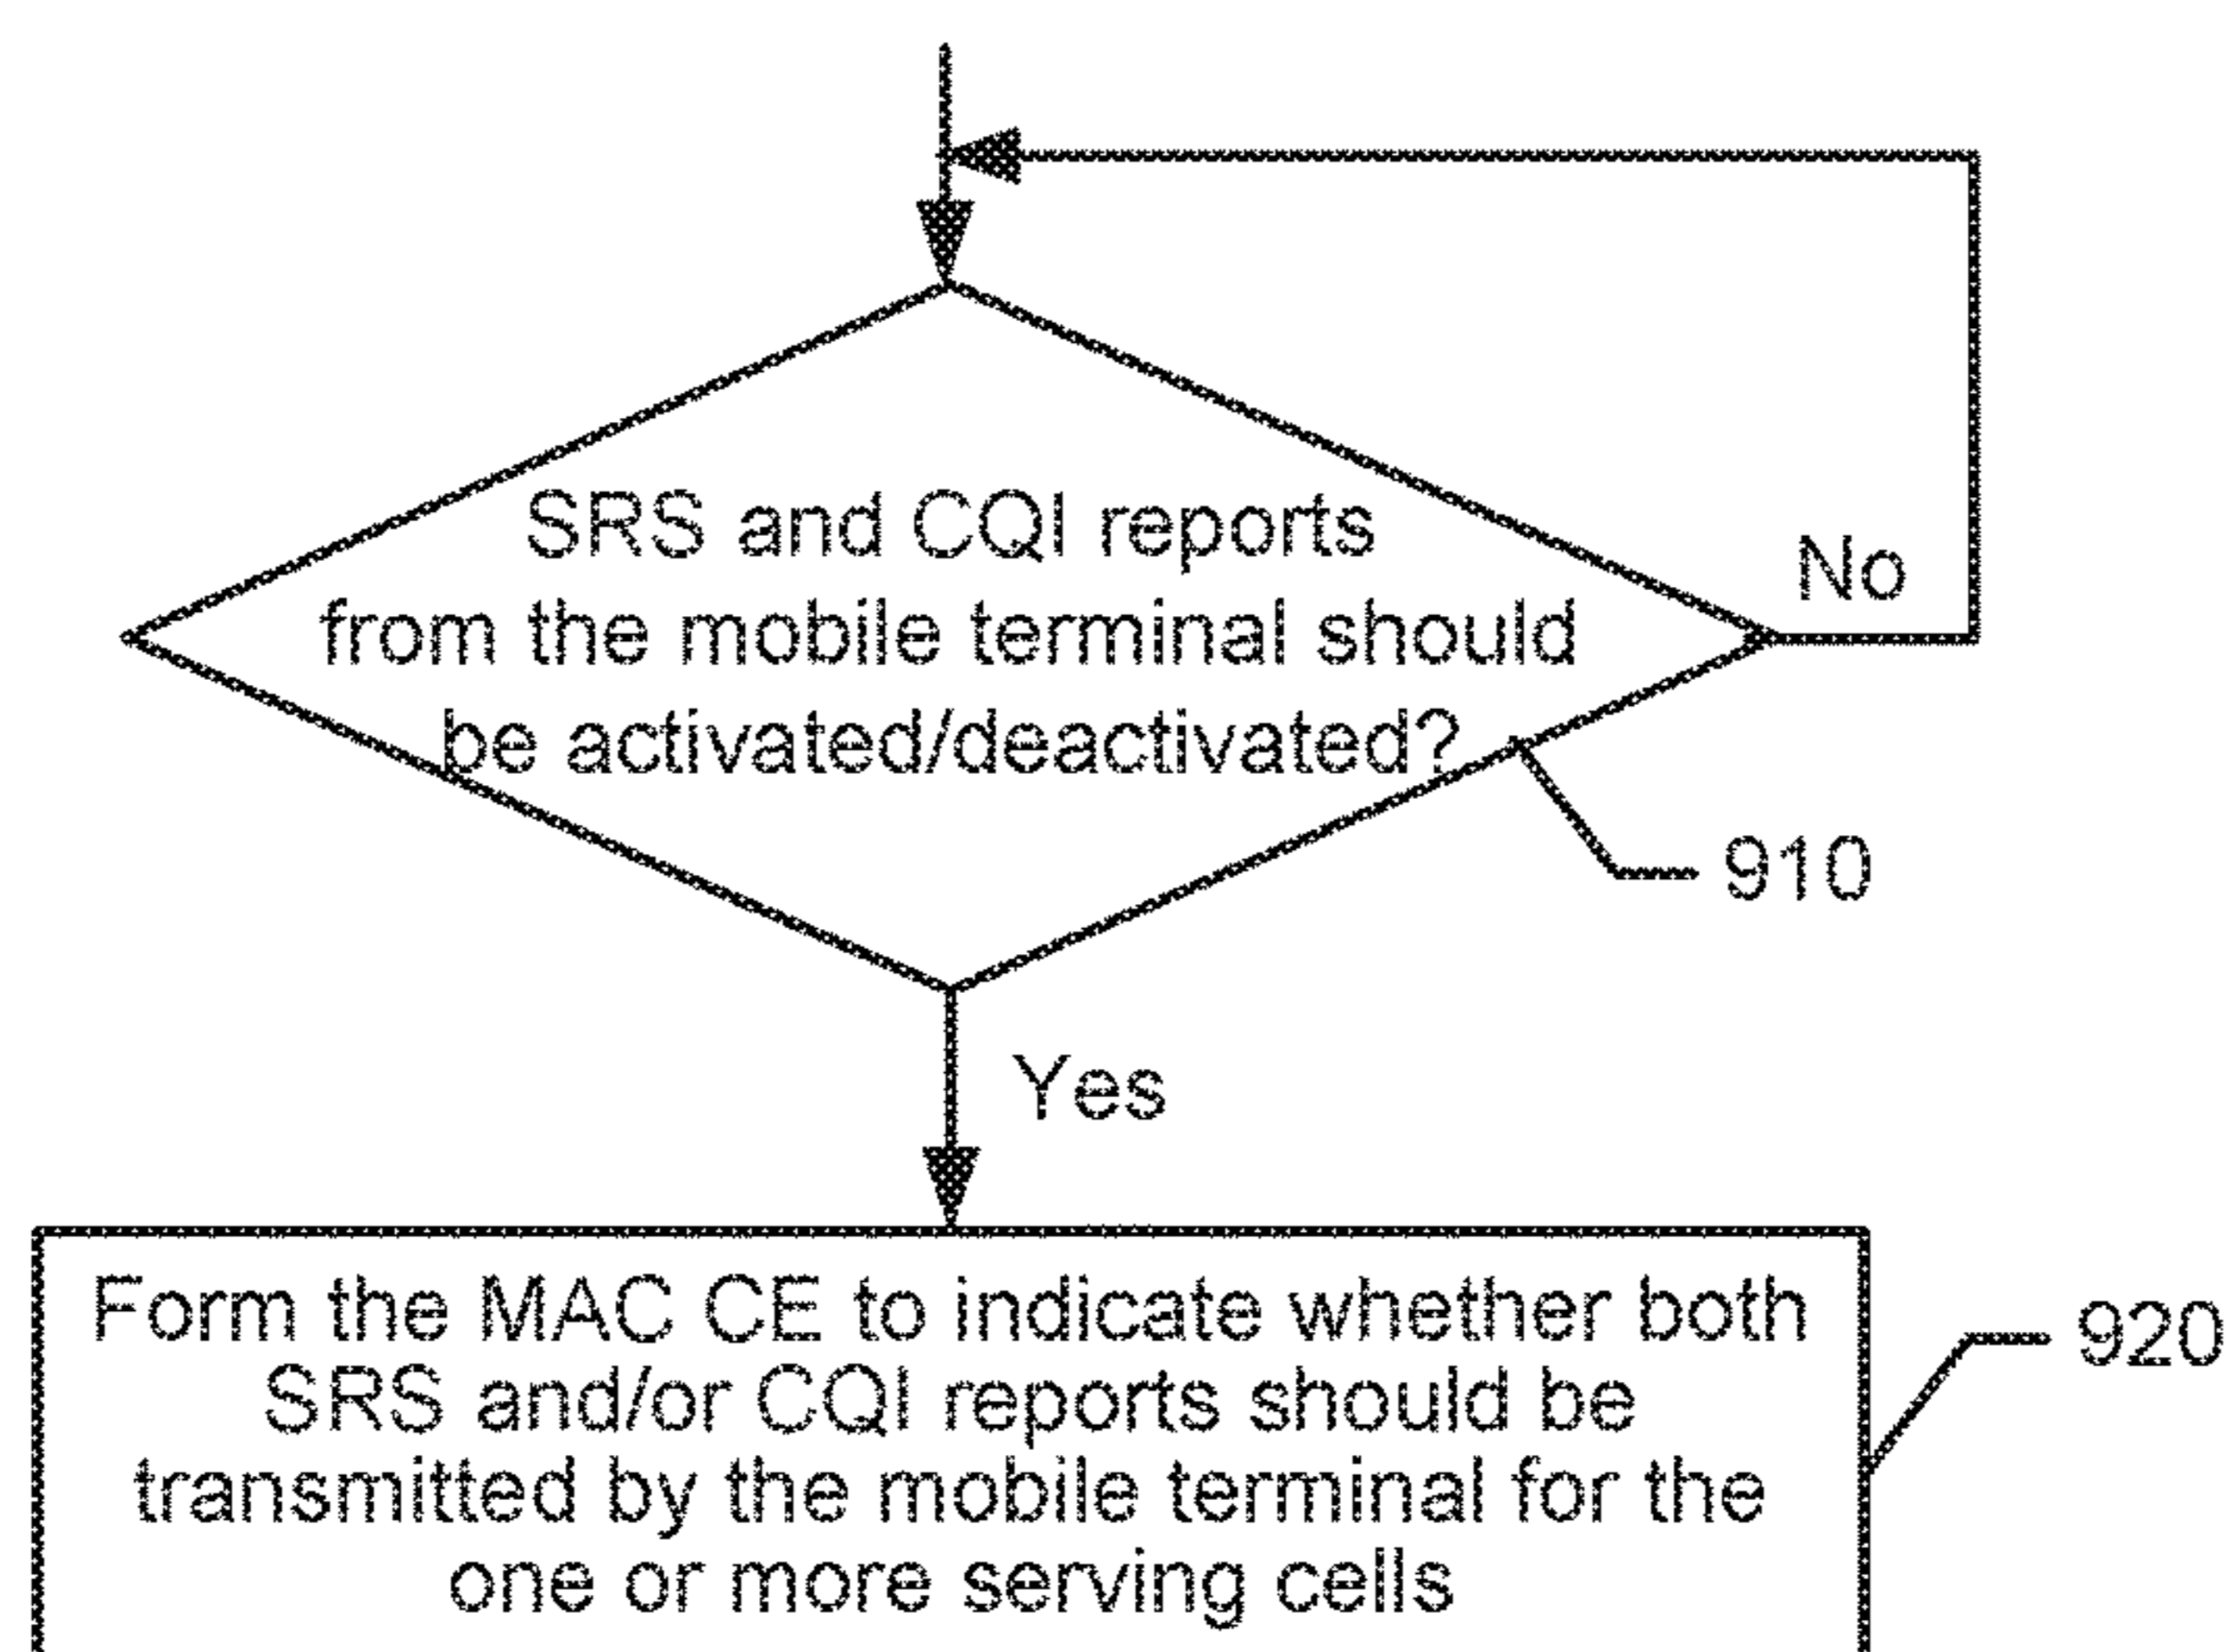 SRS and CQI reports
from the mobile terminal should
be activated/deactivated?
No
910
Yes
Form the MAC CE to indicate whether both
SRS and/or CQI reports should be
transmitted by the mobile terminal for the
one or more serving cells
920